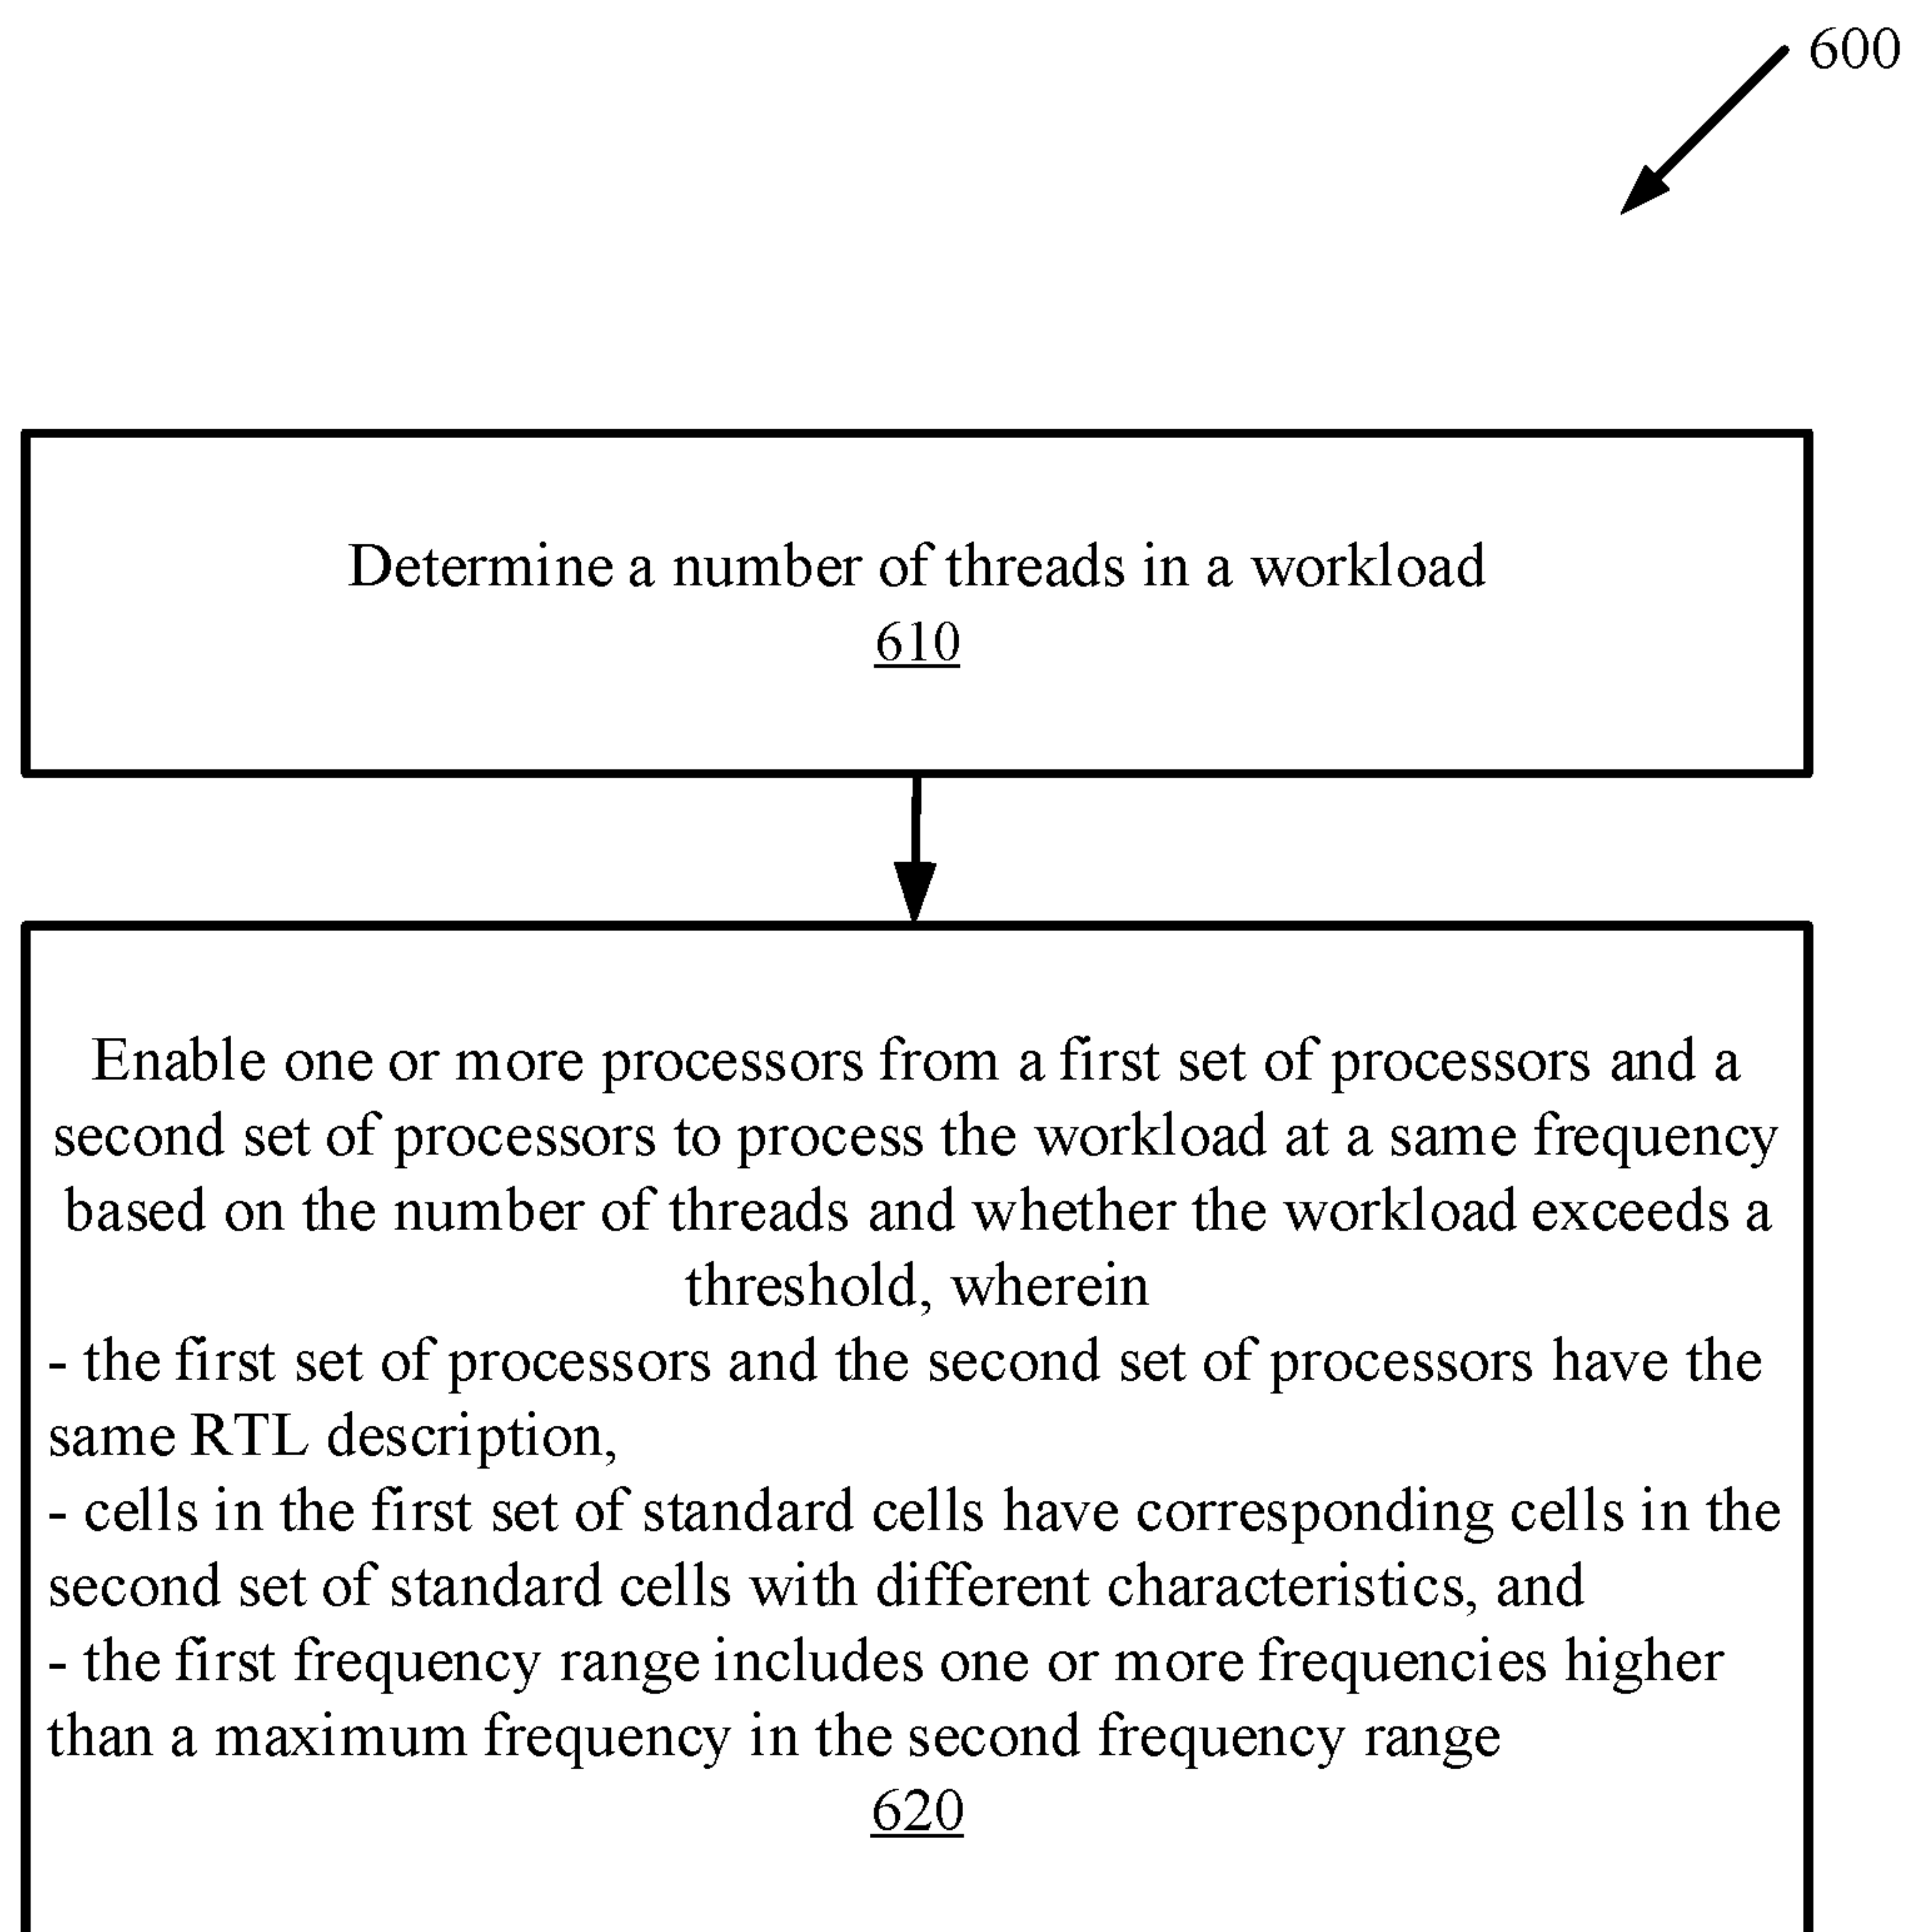 600
Determine a number of threads in a workload
610
Enable one or more processors from a first set of processors and a
second set of processors to process the workload at a same frequency
based on the number of threads and whether the workload exceeds a
threshold, wherein
- the first set of processors and the second set of processors have the
same RTL description,
- cells in the first set of standard cells have corresponding cells in the
second set of standard cells with different characteristics, and
- the first frequency range includes one or more frequencies higher
than a maximum frequency in the second frequency range
620